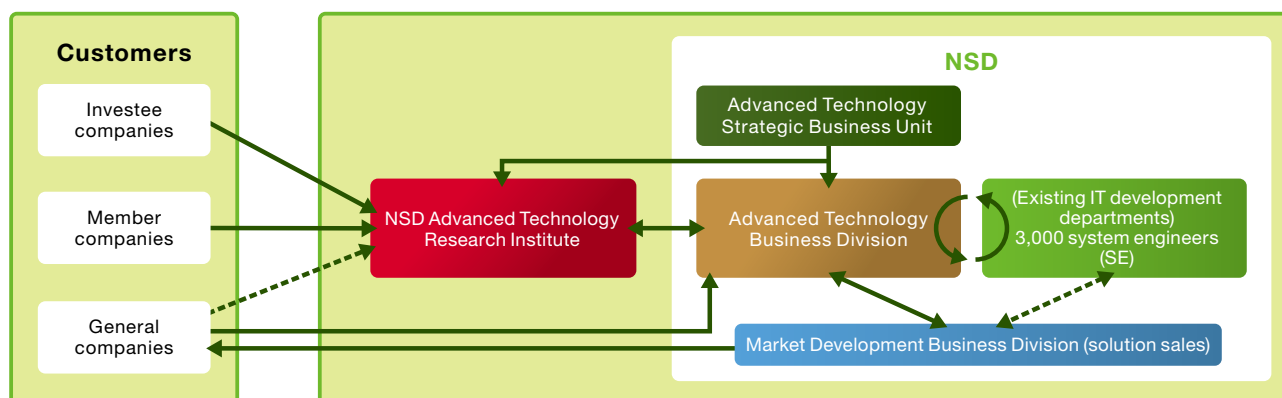 Customers
Investee
companies
Member
companies
General
companies
NSD
Advanced Technology
Strategic Business Unit
NSD Advanced Technology
Research Institute
Advanced Technology
Business Division
(Existing IT development
departments)
3,000 system engineers
(SE)
Market Development Business Division (solution sales)